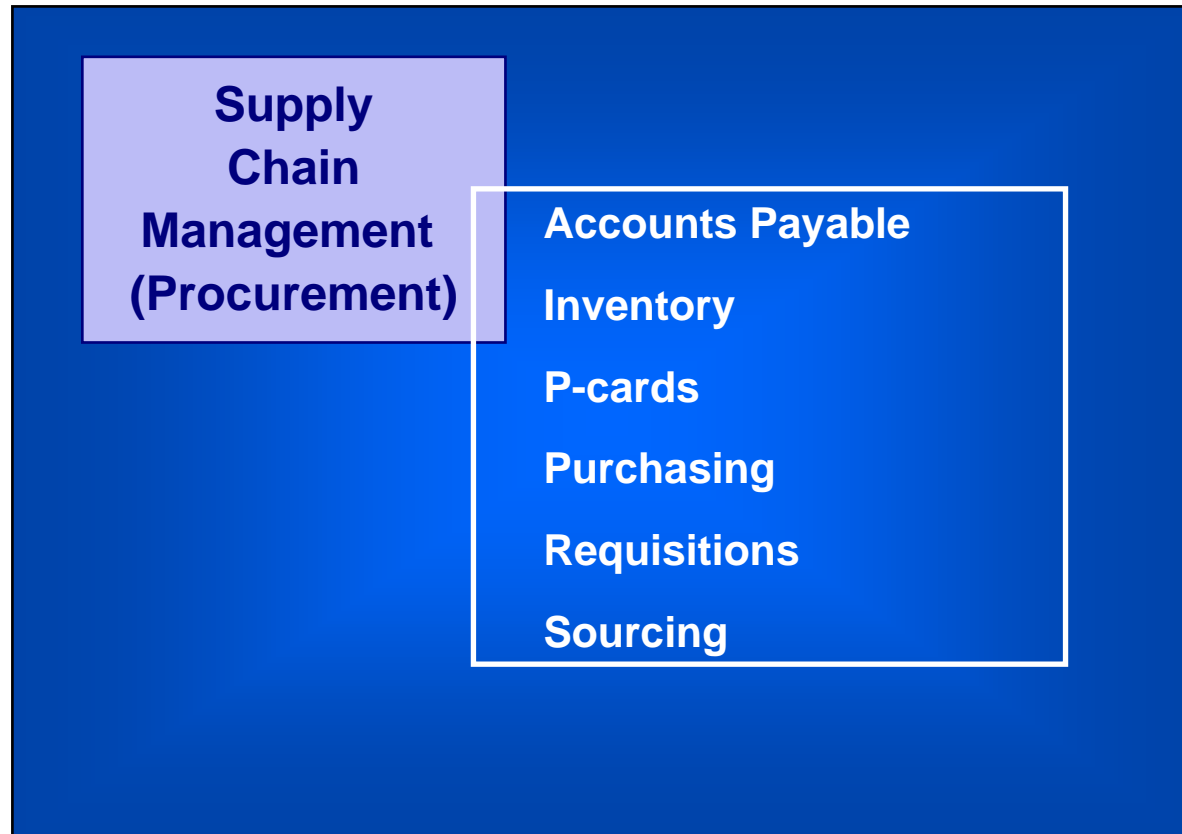 Supply
Chain
Management
(Procurement)
Accounts Payable
Inventory
P-cards
Purchasing
Requisitions
Sourcing